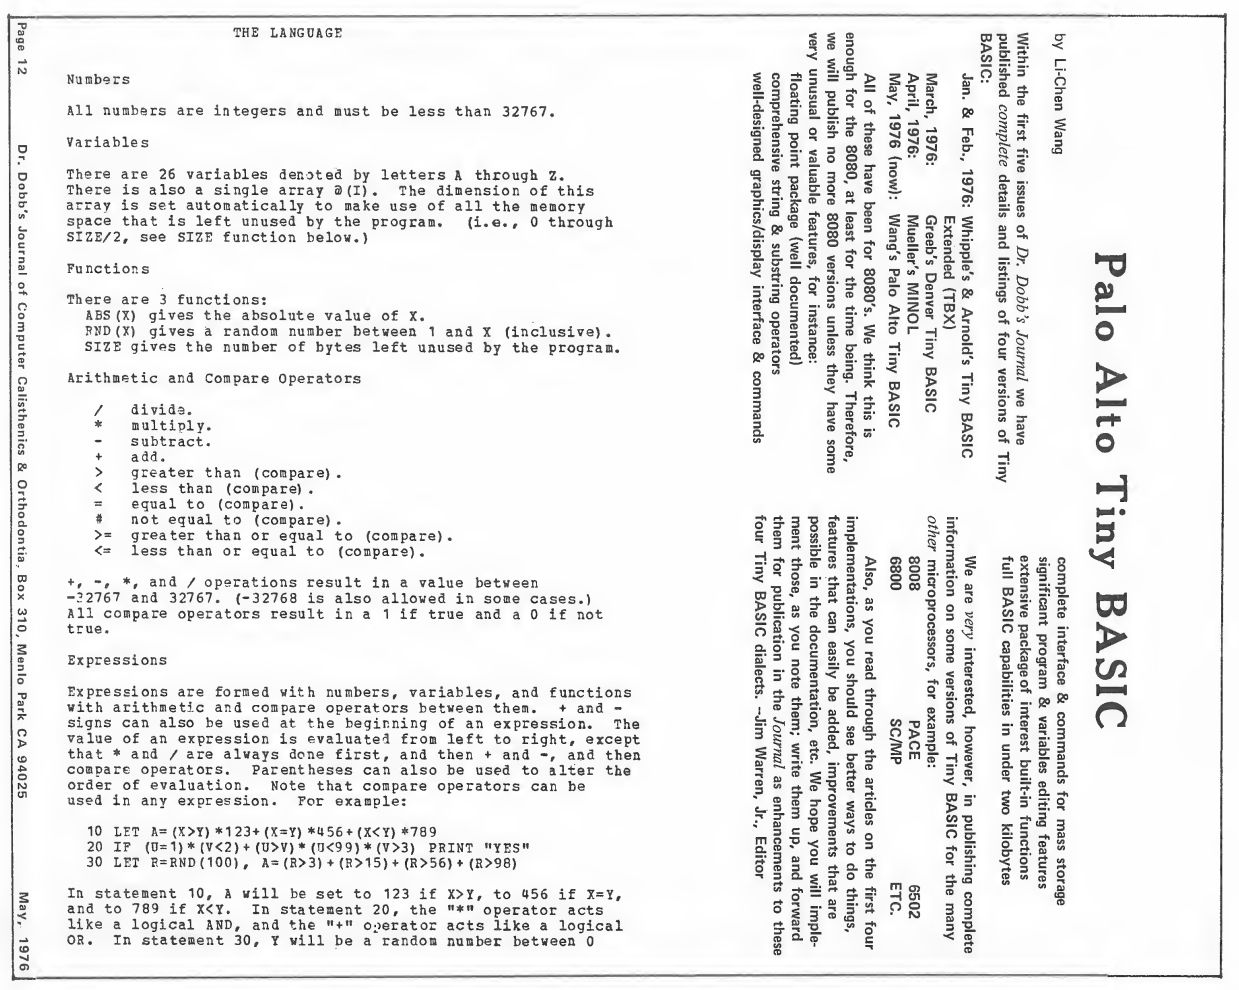 Palo Alto Tiny BASIC
by Li-Chen Wang
Within the first five issues of Dr. Dobb's Journal we have
published complete details and listings of four versions of Tiny
BASIC:
Jan. & Feb., 1976: Whipple's & Arnold's Tiny BASIC
Extended (TBX)
March, 1976: Greeb's Denver Tiny BASIC
April, 1976: Mueller's MINOL
May, 1976 (now): Wang's Palo Alto Tiny BASIC
All of these have been for 8080's. We think this is
enough for the 8080, at least for the time being. Therefore,
we will publish no more 8080 versions unless they have some
very unusual or valuable features, for instance:
floating point package (well documented)
comprehensive string & substring operators
well-designed graphics/display interface & commands
complete interface & commands for mass storage
significant program & variables editing features
extensive package of interest built-in functions
full BASIC capabilities in under two kilobytes
We are very interested, however, in publishing complete
information on some versions of Tiny BASIC for the many
other microprocessors, for example:
8008 PACE 6502
6800 SC/MP ETC.
Also, as you read through the articles on the first four
implementations, you should see better ways to do things,
features that can easily be added, improvements that are
possible in the documentation, etc. We hope you will imple-
ment those, as you note them; write them up, and forward
them for publication in the Journal as enhancements to these
four Tiny BASIC dialects. --Jim Warren, Jr., Editor
THE LANGUAGE
Numbers
All numbers are integers and must be less than 32767.
Variables
There are 26 variables denoted by letters A through Z.
There is also a single array @(I). The dimension of this
array is set automatically to make use of all the memory
space that is left unused by the program. (i.e., 0 through
SIZE/2, see SIZE function below.)
Functions
There are 3 functions:
ABS(X) gives the absolute value of X.
RND(X) gives a random number between 1 and X (inclusive).
SIZE gives the number of bytes left unused by the program.
Arithmetic and Compare Operators
/ divide.
* multiply.
- subtract.
+ add.
> greater than (compare).
< less than (compare).
= equal to (compare).
# not equal to (compare).
>= greater than or equal to (compare).
<= less than or equal to (compare).
+, -, *, and / operations result in a value between
-32767 and 32767. (-32768 is also allowed in some cases.)
All compare operators result in a 1 if true and a 0 if not
true.
Expressions
Expressions are formed with numbers, variables, and functions
with arithmetic and compare operators between them. + and -
signs can also be used at the beginning of an expression. The
value of an expression is evaluated from left to right, except
that * and / are always done first, and then + and -, and then
compare operators. Parentheses can also be used to alter the
order of evaluation. Note that compare operators can be
used in any expression. For example:
10 LET A=(X>Y)*123+(X=Y)*456+(X<Y)*789
20 IF (U=1)*(V<2)+(U>V)*(U<99)*(V>3) PRINT "YES"
30 LET R=RND(100), A=(R>3)+(R>15)+(R>56)+(R>98)
In statement 10, A will be set to 123 if X>Y, to 456 if X=Y,
and to 789 if X<Y. In statement 20, the "*" operator acts
like a logical AND, and the "+" operator acts like a logical
OR. In statement 30, Y will be a random number between 0
Page 12 Dr. Dobb's Journal of Computer Calisthenics & Orthodontia, Box 310, Menlo Park CA 94025 May, 1976